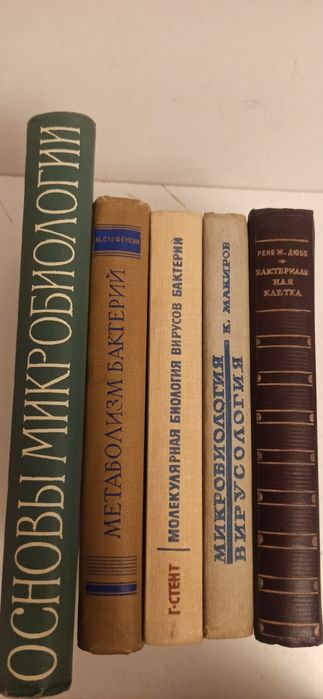 ОСНОВЫ МИКРОБИОЛОГИИ
М. СТЕФЕНСОН
МЕТАБОЛИЗМ БАКТЕРИЙ
Г. СТЕНТ
МОЛЕКУЛЯРНАЯ БИОЛОГИЯ ВИРУСОВ БАКТЕРИЙ
К. МАКИРОВ
МИКРОБИОЛОГИЯ
ВИРУСОЛОГИЯ
РЕНЕ Ж. ДЮБО
БАКТЕРИАЛЬ
НАЯ
КЛЕТКА